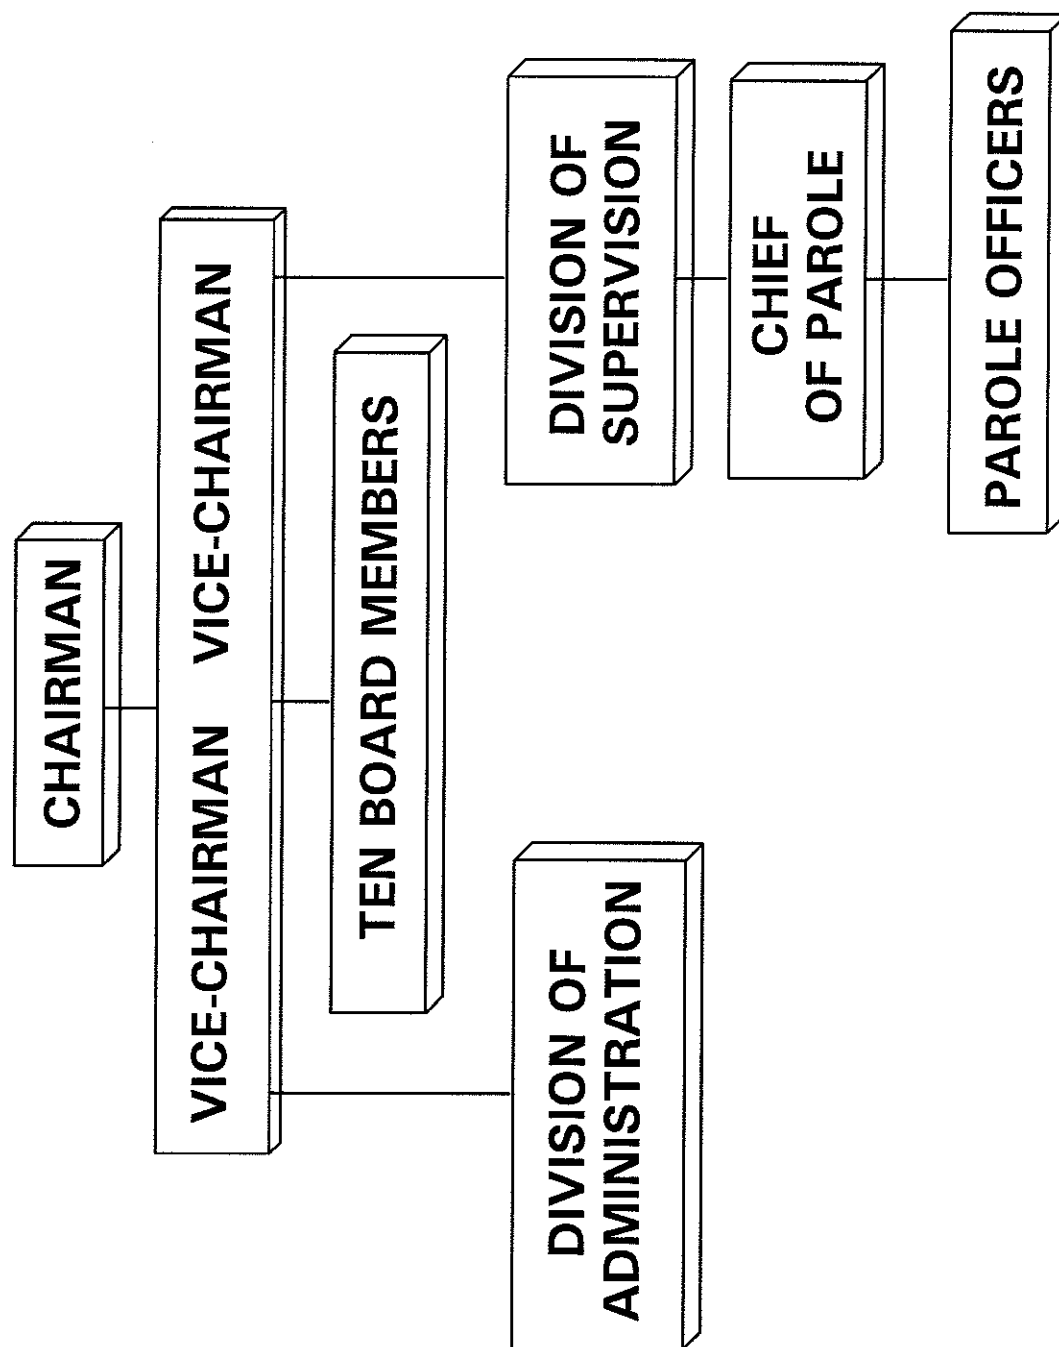 CHAIRMAN
VICE-CHAIRMAN VICE-CHAIRMAN
TEN BOARD MEMBERS
DIVISION OF
ADMINISTRATION
DIVISION OF
SUPERVISION
CHIEF
OF PAROLE
PAROLE OFFICERS